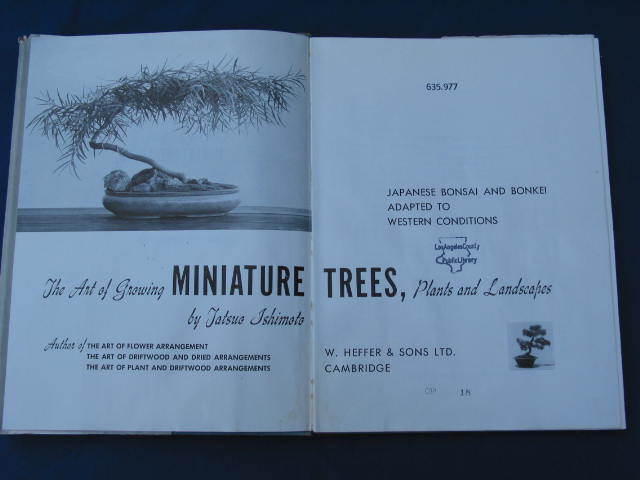 635.977
JAPANESE BONSAI AND BONKEI
ADAPTED TO
WESTERN CONDITIONS
Los Angeles County
Public Library
The Art of Growing MINIATURE TREES, Plants and Landscapes
by Tatsuo Ishimoto
Author of THE ART OF FLOWER ARRANGEMENT
THE ART OF DRIFTWOOD AND DRIED ARRANGEMENTS
THE ART OF PLANT AND DRIFTWOOD ARRANGEMENTS
W. HEFFER & SONS LTD.
CAMBRIDGE
18